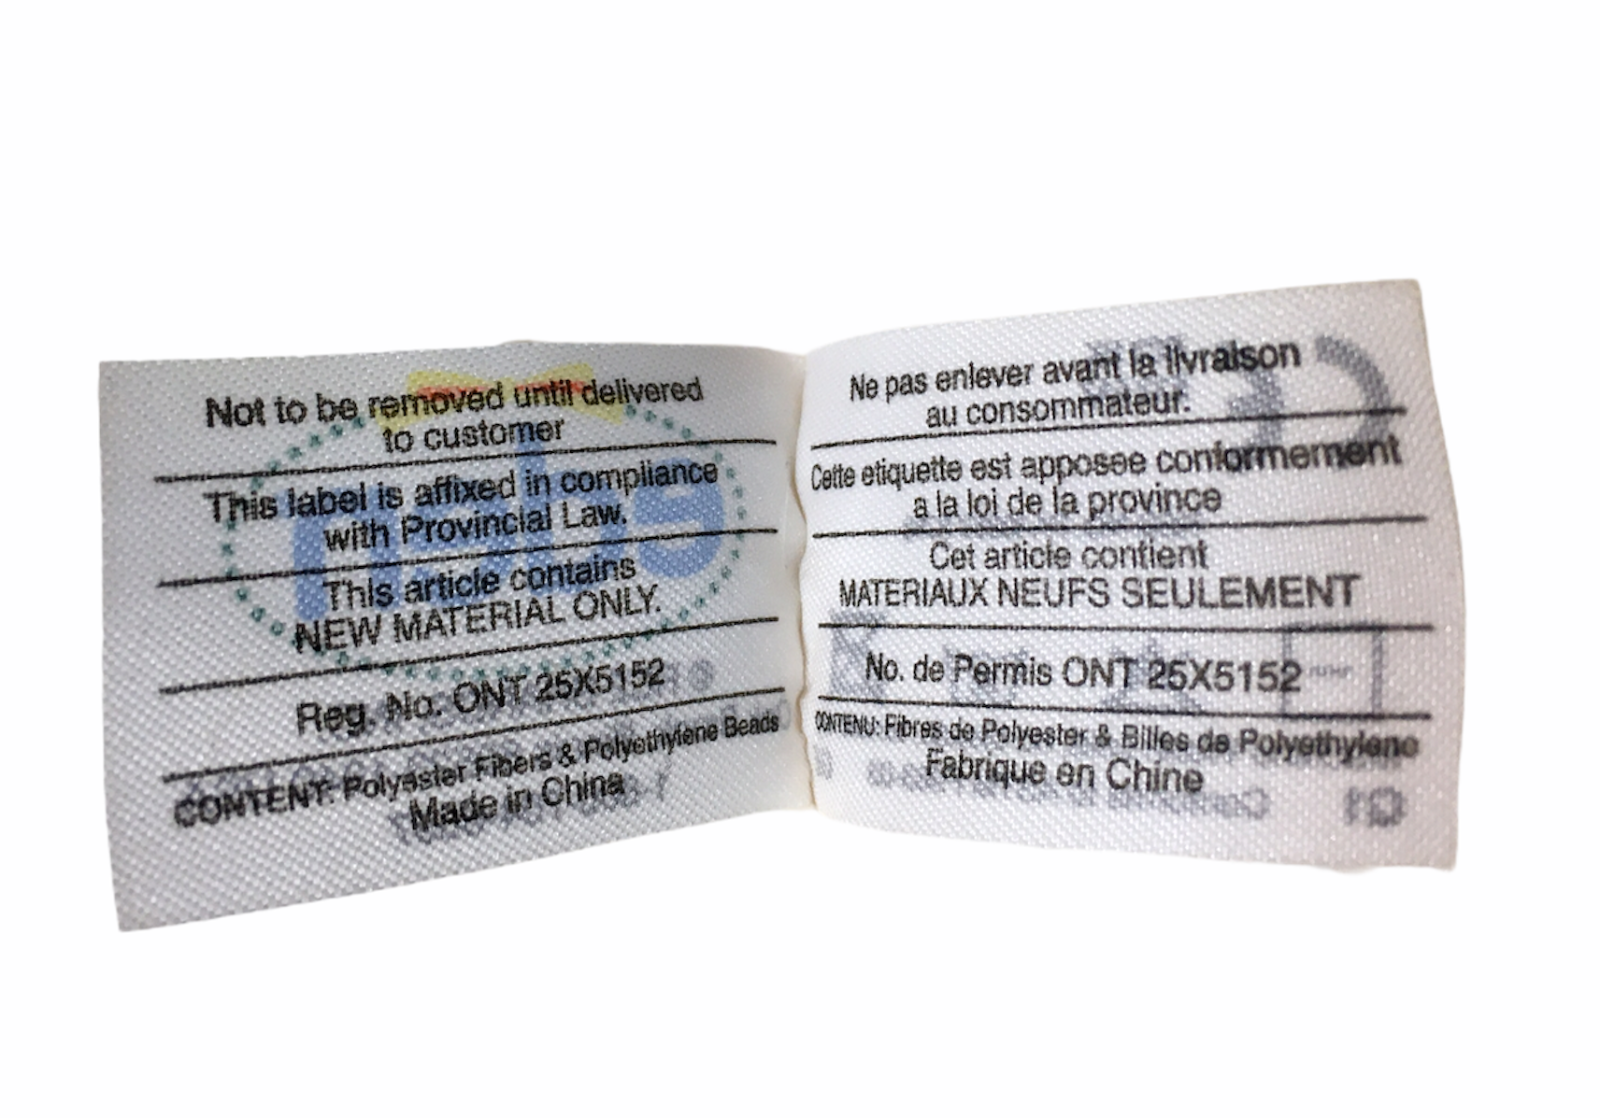 Not to be removed until delivered
to customer
This label is affixed in compliance
with Provincial Law.
This article contains
NEW MATERIAL ONLY.
Reg. No. ONT 25X5152
CONTENT: Polyester Fibers & Polyethylene Beads
Made in China
Ne pas enlever avant la livraison
au consommateur.
Cette etiquette est apposee conformement
a la loi de la province
Cet article contient
MATERIAUX NEUFS SEULEMENT
No. de Permis ONT 25X5152
CONTENU: Fibres de Polyester & Billes de Polyethylene
Fabrique en Chine